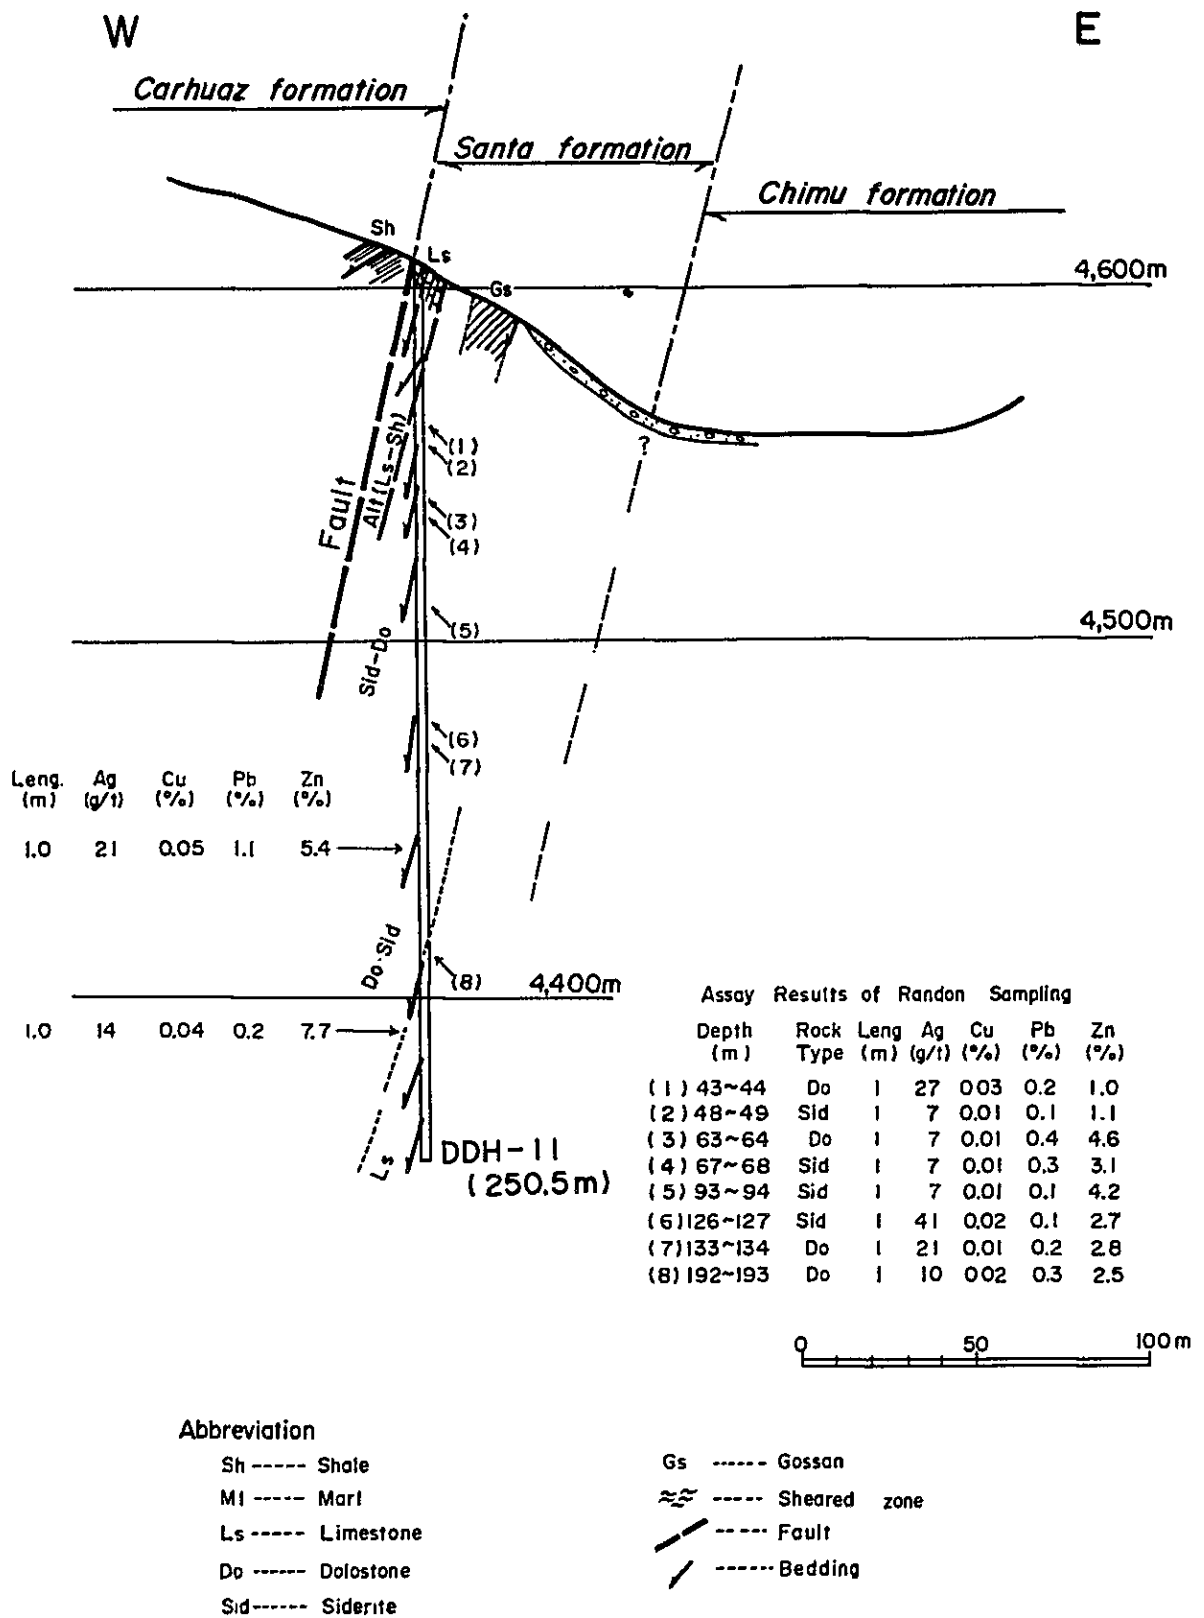 W
E
Carhuaz formation
Santa formation
Chimu formation
Sh
Ls
Gs
4,600m
(1)
(2)
Alt(Ls-Sh)
Fault
(3)
(4)
?
(5)
4,500m
Sid-Do
(6)
(7)
Leng. Ag Cu Pb Zn
(m) (g/t) (%) (%) (%)
1.0 21 0.05 1.1 5.4
Do·Sid
(8)
4,400m
1.0 14 0.04 0.2 7.7
Ls
DDH-11
(250.5m)
Assay Results of Randon Sampling
Depth Rock Leng Ag Cu Pb Zn
(m) Type (m) (g/t) (%) (%) (%)
(1) 43~44 Do 1 27 003 0.2 1.0
(2) 48~49 Sid 1 7 0.01 0.1 1.1
(3) 63~64 Do 1 7 0.01 0.4 4.6
(4) 67~68 Sid 1 7 0.01 0.3 3.1
(5) 93~94 Sid 1 7 0.01 0.1 4.2
(6) 126~127 Sid 1 41 0.02 0.1 2.7
(7) 133~134 Do 1 21 0.01 0.2 2.8
(8) 192~193 Do 1 10 002 0.3 2.5
0 50 100m
Abbreviation
Sh ----- Shale
Ml ----- Marl
Ls ----- Limestone
Do ------ Dolostone
Sid ------ Siderite
Gs ------ Gossan
----- Sheared zone
---- Fault
------ Bedding